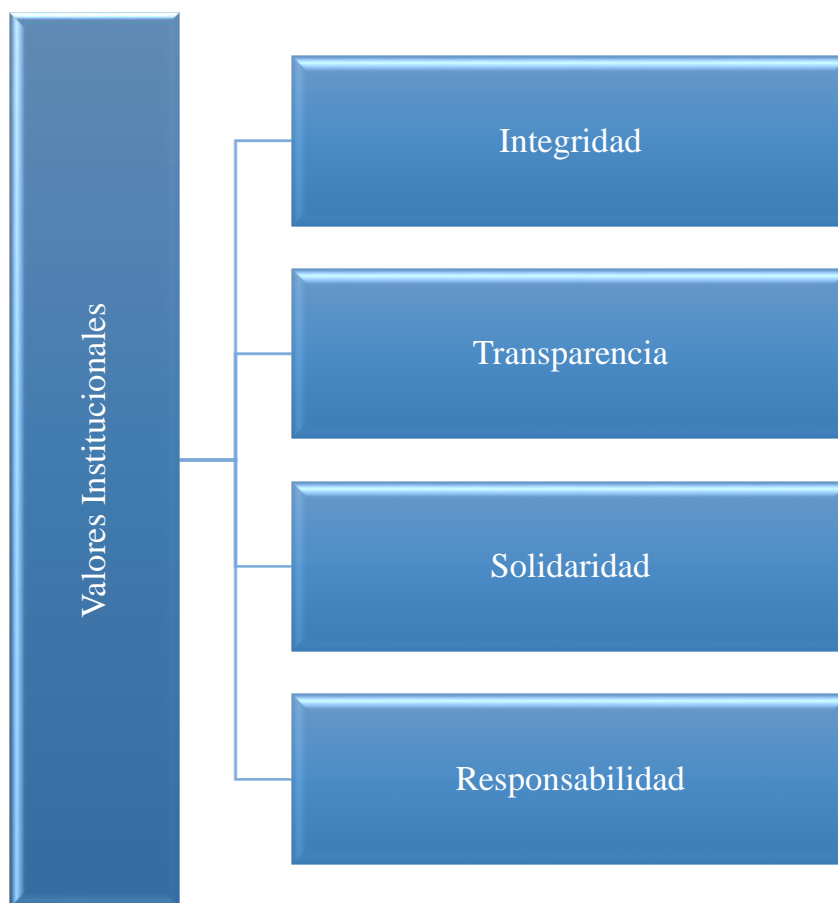 Valores Institucionales
Integridad
Transparencia
Solidaridad
Responsabilidad